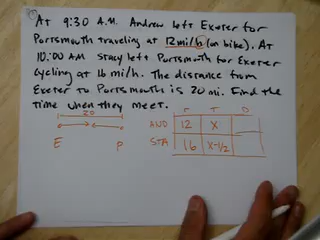 At 9:30 A.M. Andrew left Exeter for
Portsmouth traveling at 12mi/h (on bike). At
10:00 AM Stacy left Portsmouth for Exeter
cycling at 16 mi/h. The distance from
Exeter to Portsmouth is 20 mi. Find the
time when they meet.
20
E P
r T D
AND 12 X
STA 16 X-1/2